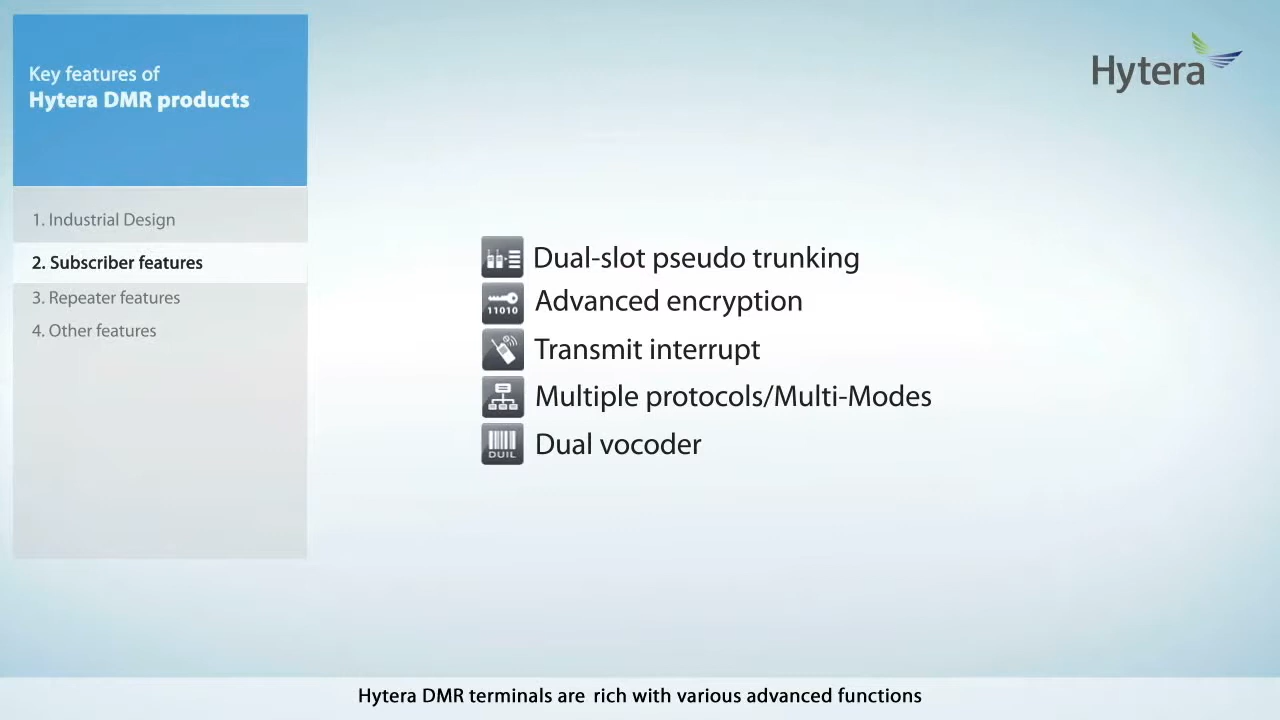 Key features of
Hytera DMR products
Hytera
1. Industrial Design
2. Subscriber features
3. Repeater features
4. Other features
Dual-slot pseudo trunking
11010
Advanced encryption
Transmit interrupt
Multiple protocols/Multi-Modes
DUIL
Dual vocoder
Hytera DMR terminals are rich with various advanced functions